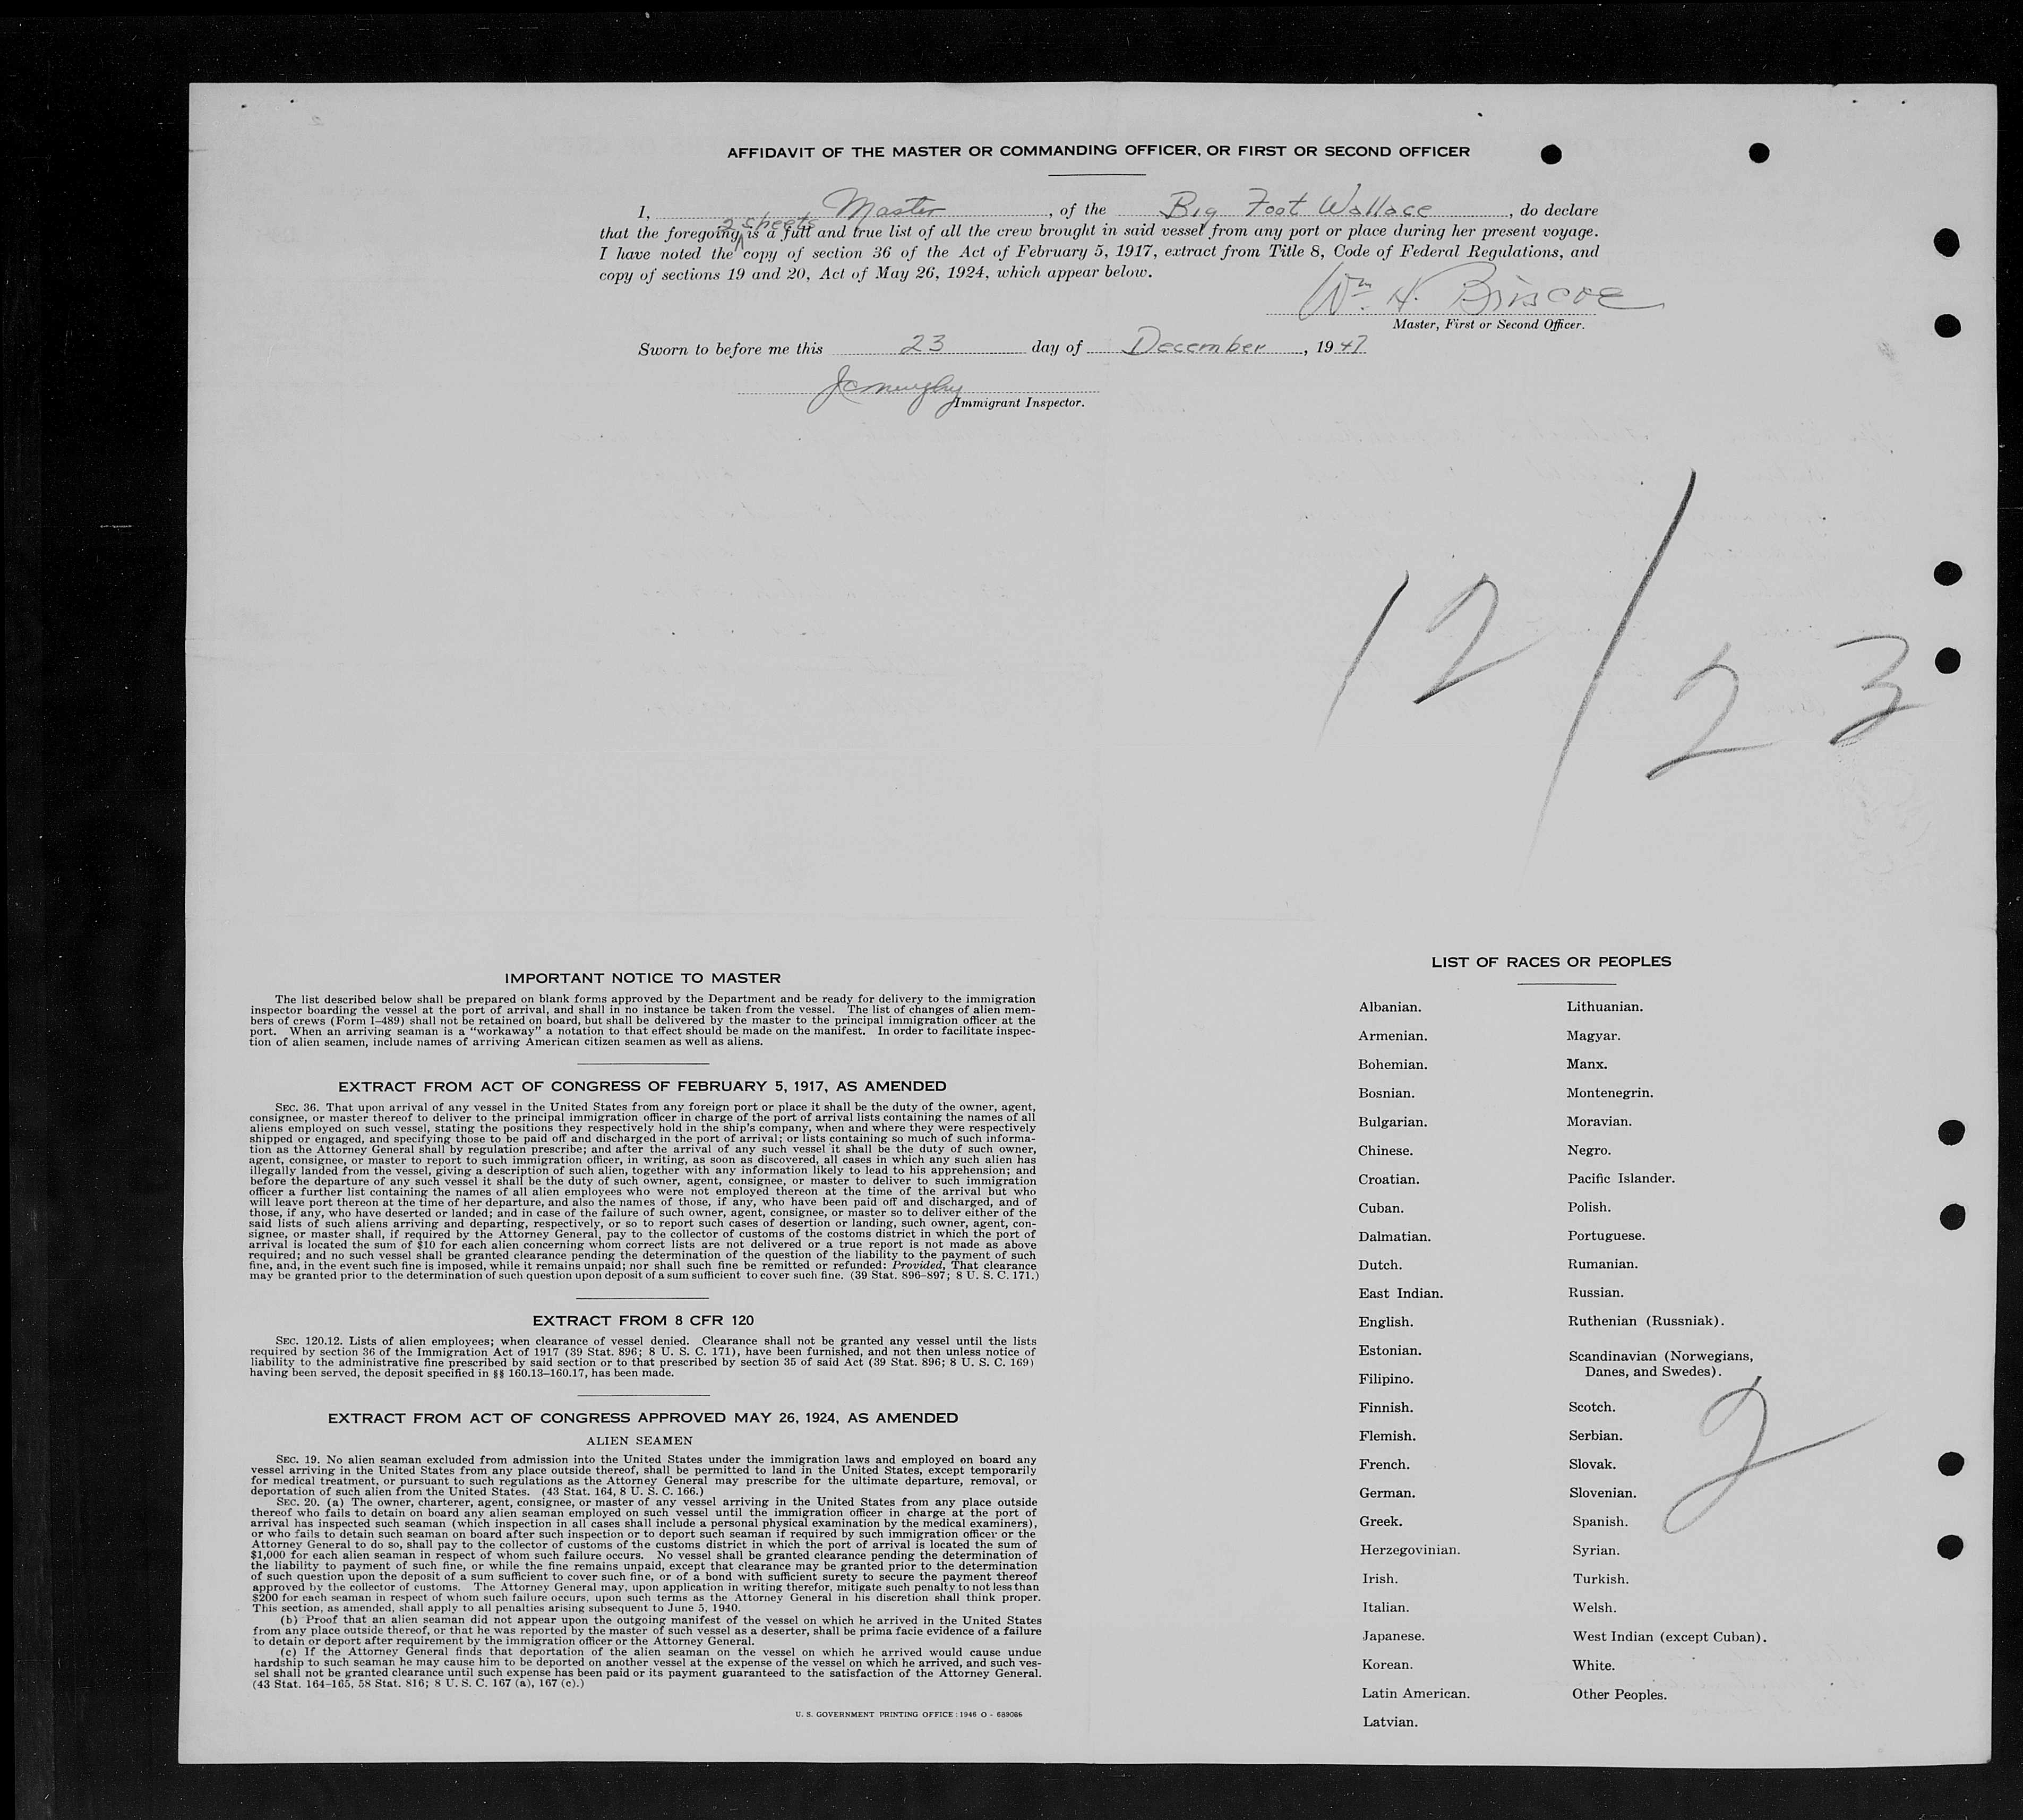 AFFIDAVIT OF THE MASTER OR COMMANDING OFFICER, OR FIRST OR SECOND OFFICER
I, Master, of the Big Foot Wallace, do declare
2 sheets
that the foregoing is a full and true list of all the crew brought in said vessel from any port or place during her present voyage.
I have noted the copy of section 36 of the Act of February 5, 1917, extract from Title 8, Code of Federal Regulations, and
copy of sections 19 and 20, Act of May 26, 1924, which appear below.
Wm. H. Briscoe
Master, First or Second Officer.
Sworn to before me this 23 day of December, 1947
Immigrant Inspector.
12/23
IMPORTANT NOTICE TO MASTER
The list described below shall be prepared on blank forms approved by the Department and be ready for delivery to the immigration
inspector boarding the vessel at the port of arrival, and shall in no instance be taken from the vessel. The list of changes of alien mem-
bers of crews (Form I-489) shall not be retained on board, but shall be delivered by the master to the principal immigration officer at the
port. When an arriving seaman is a "workaway" a notation to that effect should be made on the manifest. In order to facilitate inspec-
tion of alien seamen, include names of arriving American citizen seamen as well as aliens.
EXTRACT FROM ACT OF CONGRESS OF FEBRUARY 5, 1917, AS AMENDED
SEC. 36. That upon arrival of any vessel in the United States from any foreign port or place it shall be the duty of the owner, agent,
consignee, or master thereof to deliver to the principal immigration officer in charge of the port of arrival lists containing the names of all
aliens employed on such vessel, stating the positions they respectively hold in the ship's company, when and where they were respectively
shipped or engaged, and specifying those to be paid off and discharged in the port of arrival; or lists containing so much of such informa-
tion as the Attorney General shall by regulation prescribe; and after the arrival of any such vessel it shall be the duty of such owner,
agent, consignee, or master to report to such immigration officer, in writing, as soon as discovered, all cases in which any such alien has
illegally landed from the vessel, giving a description of such alien, together with any information likely to lead to his apprehension; and
before the departure of any such vessel it shall be the duty of such owner, agent, consignee, or master to deliver to such immigration
officer a further list containing the names of all alien employees who were not employed thereon at the time of the arrival but who
will leave port thereon at the time of her departure, and also the names of those, if any, who have been paid off and discharged, and of
those, if any, who have deserted or landed; and in case of the failure of such owner, agent, consignee, or master so to deliver either of the
said lists of such aliens arriving and departing, respectively, or so to report such cases of desertion or landing, such owner, agent, con-
signee, or master shall, if required by the Attorney General, pay to the collector of customs of the costoms district in which the port of
arrival is located the sum of $10 for each alien concerning whom correct lists are not delivered or a true report is not made as above
required; and no such vessel shall be granted clearance pending the determination of the question of the liability to the payment of such
fine, and, in the event such fine is imposed, while it remains unpaid; nor shall such fine be remitted or refunded: Provided, That clearance
may be granted prior to the determination of such question upon deposit of a sum sufficient to cover such fine. (39 Stat. 896-897; 8 U. S. C. 171.)
EXTRACT FROM 8 CFR 120
SEC. 120.12. Lists of alien employees; when clearance of vessel denied. Clearance shall not be granted any vessel until the lists
required by section 36 of the Immigration Act of 1917 (39 Stat. 896; 8 U. S. C. 171), have been furnished, and not then unless notice of
liability to the administrative fine prescribed by said section or to that prescribed by section 35 of said Act (39 Stat. 896; 8 U. S. C. 169)
having been served, the deposit specified in §§ 160.13-160.17, has been made.
EXTRACT FROM ACT OF CONGRESS APPROVED MAY 26, 1924, AS AMENDED
ALIEN SEAMEN
SEC. 19. No alien seaman excluded from admission into the United States under the immigration laws and employed on board any
vessel arriving in the United States from any place outside thereof, shall be permitted to land in the United States, except temporarily
for medical treatment, or pursuant to such regulations as the Attorney General may prescribe for the ultimate departure, removal, or
deportation of such alien from the United States. (43 Stat. 164, 8 U. S. C. 166.)
SEC. 20. (a) The owner, charterer, agent, consignee, or master of any vessel arriving in the United States from any place outside
thereof who fails to detain on board any alien seaman employed on such vessel until the immigration officer in charge at the port of
arrival has inspected such seaman (which inspection in all cases shall include a personal physical examination by the medical examiners),
or who fails to detain such seaman on board after such inspection or to deport such seaman if required by such immigration officer or the
Attorney General to do so, shall pay to the collector of customs of the customs district in which the port of arrival is located the sum of
$1,000 for each alien seaman in respect of whom such failure occurs. No vessel shall be granted clearance pending the determination of
the liability to payment of such fine, or while the fine remains unpaid, except that clearance may be granted prior to the determination
of such question upon the deposit of a sum sufficient to cover such fine, or of a bond with sufficient surety to secure the payment thereof
approved by the collector of customs. The Attorney General may, upon application in writing therefor, mitigate such penalty to not less than
$200 for each seaman in respect of whom such failure occurs, upon such terms as the Attorney General in his discretion shall think proper.
This section, as amended, shall apply to all penalties arising subsequent to June 5, 1940.
(b) Proof that an alien seaman did not appear upon the outgoing manifest of the vessel on which he arrived in the United States
from any place outside thereof, or that he was reported by the master of such vessel as a deserter, shall be prima facie evidence of a failure
to detain or deport after requirement by the immigration officer or the Attorney General.
(c) If the Attorney General finds that deportation of the alien seaman on the vessel on which he arrived would cause undue
hardship to such seaman he may cause him to be deported on another vessel at the expense of the vessel on which he arrived, and such ves-
sel shall not be granted clearance until such expense has been paid or its payment guaranteed to the satisfaction of the Attorney General.
(43 Stat. 164-165, 58 Stat. 816; 8 U. S. C. 167 (a), 167 (c).)
U. S. GOVERNMENT PRINTING OFFICE : 1946 O - 689066
LIST OF RACES OR PEOPLES
Albanian.
Armenian.
Bohemian.
Bosnian.
Bulgarian.
Chinese.
Croatian.
Cuban.
Dalmatian.
Dutch.
East Indian.
English.
Estonian.
Filipino.
Finnish.
Flemish.
French.
German.
Greek.
Herzegovinian.
Irish.
Italian.
Japanese.
Korean.
Latin American.
Latvian.
Lithuanian.
Magyar.
Manx.
Montenegrin.
Moravian.
Negro.
Pacific Islander.
Polish.
Portuguese.
Rumanian.
Russian.
Ruthenian (Russniak).
Scandinavian (Norwegians,
Danes, and Swedes).
Scotch.
Serbian.
Slovak.
Slovenian.
Spanish.
Syrian.
Turkish.
Welsh.
West Indian (except Cuban).
White.
Other Peoples.
2